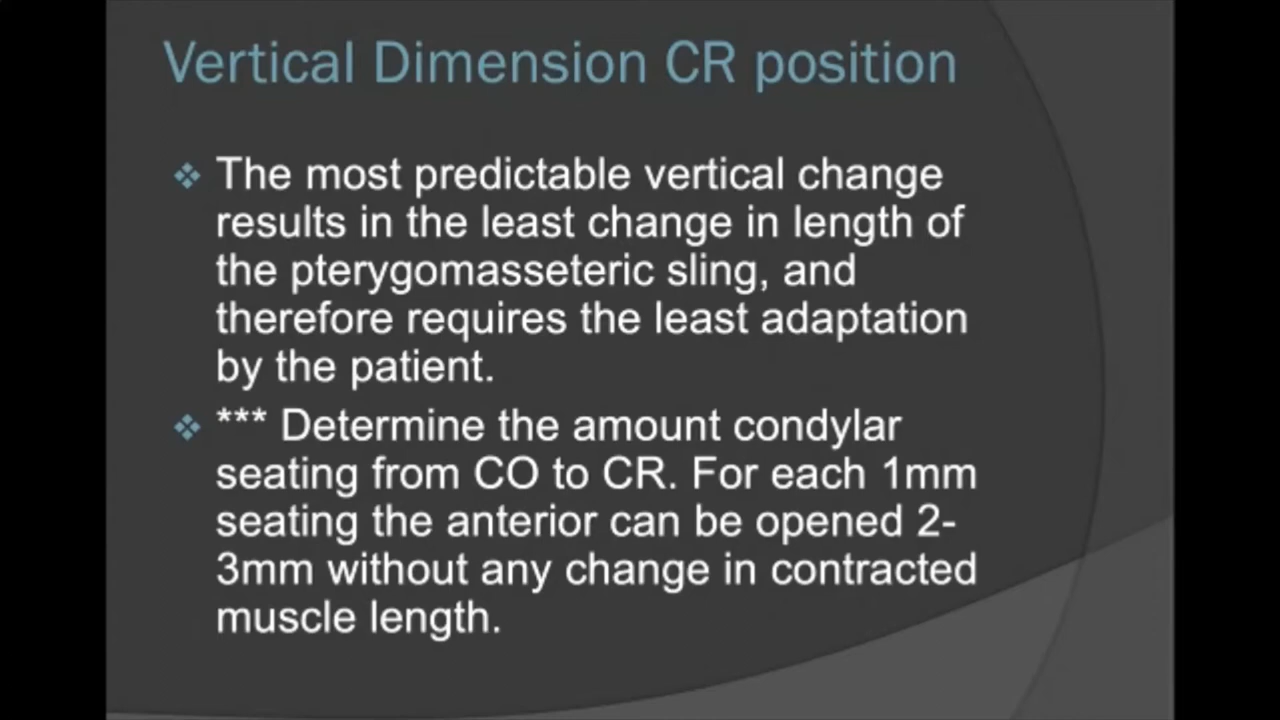 Vertical Dimension CR position
❖ The most predictable vertical change
results in the least change in length of
the pterygomasseteric sling, and
therefore requires the least adaptation
by the patient.
❖ *** Determine the amount condylar
seating from CO to CR. For each 1mm
seating the anterior can be opened 2-
3mm without any change in contracted
muscle length.